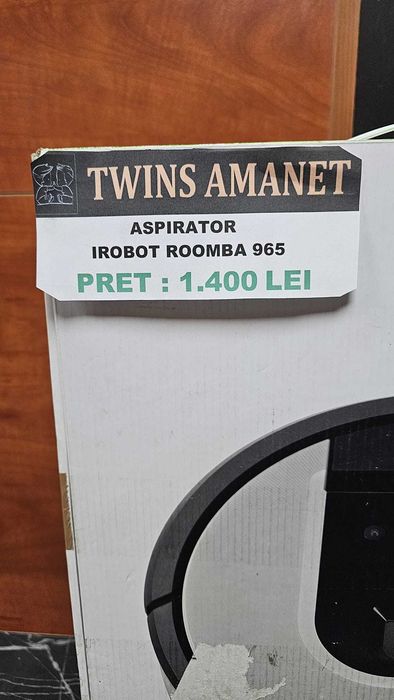 TWINS AMANET
ASPIRATOR
IROBOT ROOMBA 965
PRET : 1.400 LEI